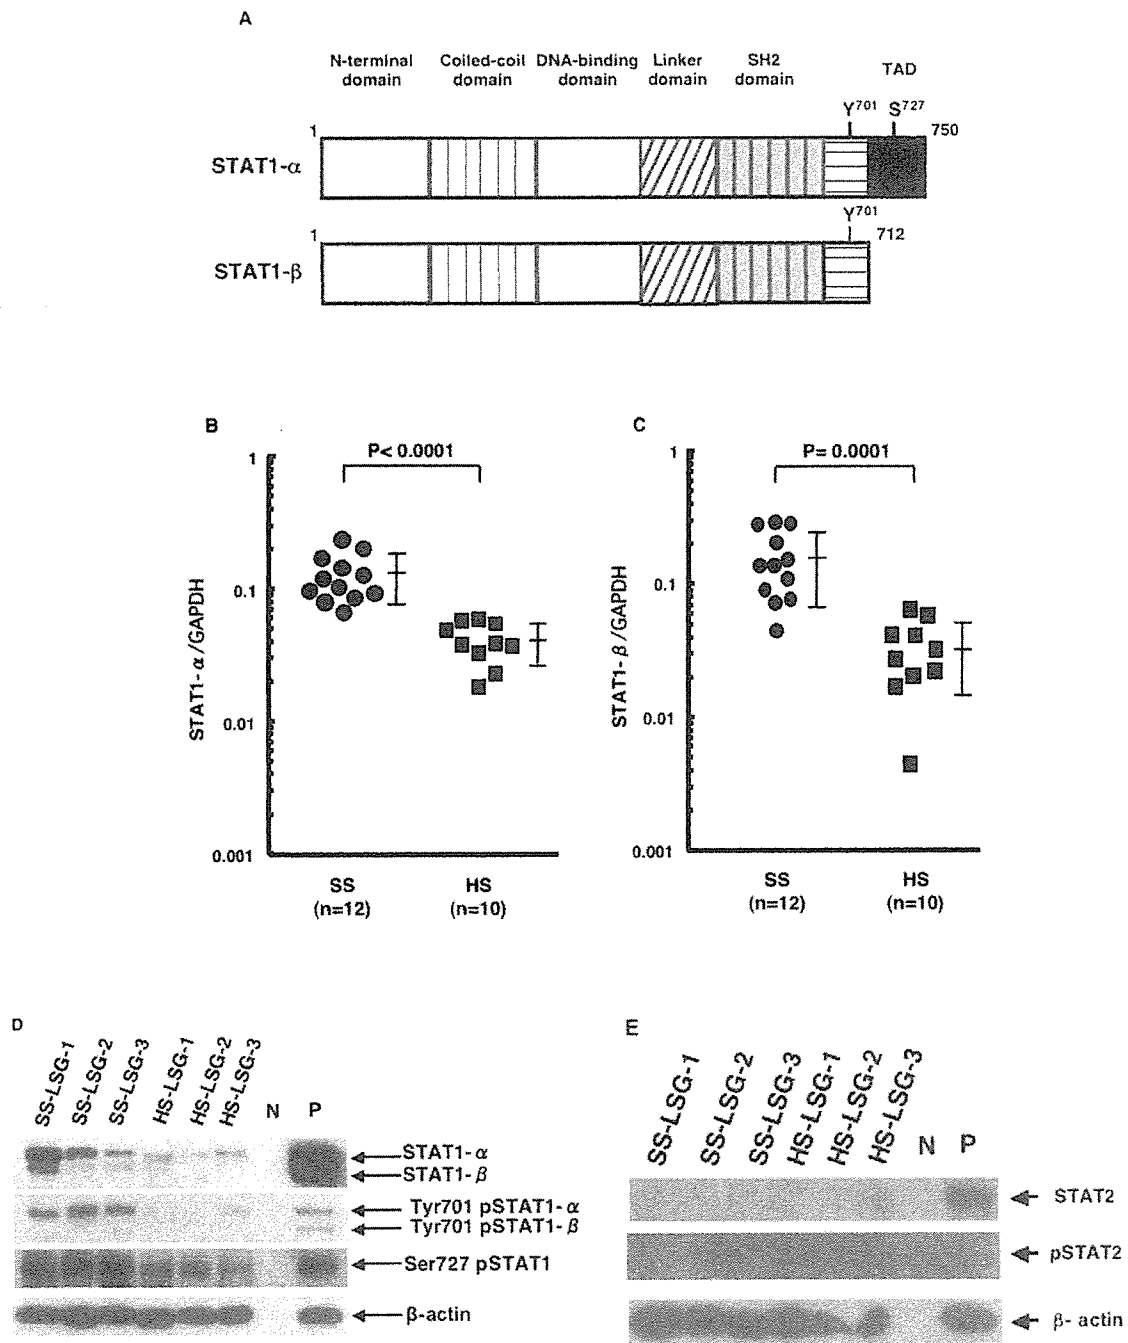 A
N-terminal domain
Coiled-coil domain
DNA-binding domain
Linker domain
SH2 domain
TAD
Y701 S727
1 750
STAT1-α
Y701
1 712
STAT1-β
B
P< 0.0001
1
0.1
0.01
0.001
STAT1-α/GAPDH
SS (n=12)
HS (n=10)
C
P= 0.0001
1
0.1
0.01
0.001
STAT1-β/GAPDH
SS (n=12)
HS (n=10)
D
SS-LSG-1
SS-LSG-2
SS-LSG-3
HS-LSG-1
HS-LSG-2
HS-LSG-3
N
P
STAT1-α
STAT1-β
Tyr701 pSTAT1-α
Tyr701 pSTAT1-β
Ser727 pSTAT1
β-actin
E
SS-LSG-1
SS-LSG-2
SS-LSG-3
HS-LSG-1
HS-LSG-2
HS-LSG-3
N
P
STAT2
pSTAT2
β- actin